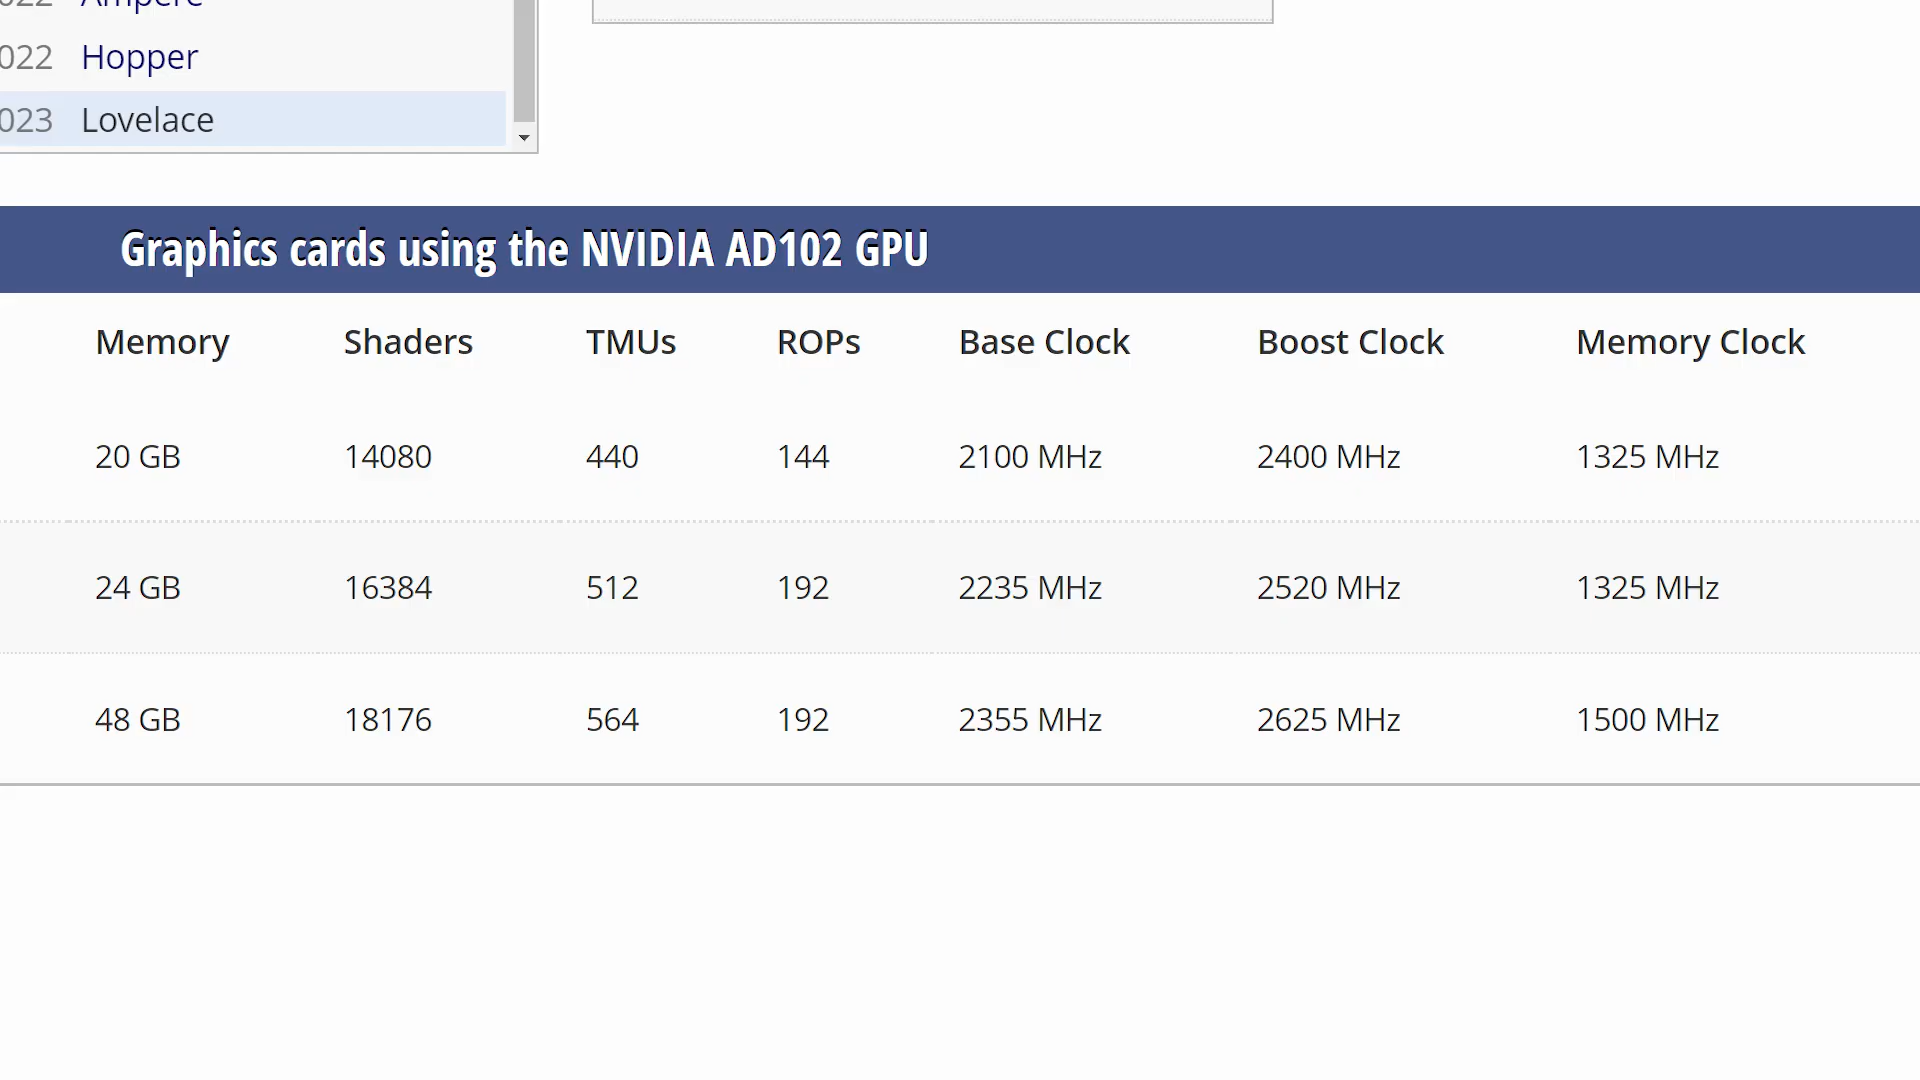 Ampere
022 Hopper
023 Lovelace
Graphics cards using the NVIDIA AD102 GPU
Memory Shaders TMUs ROPs Base Clock Boost Clock Memory Clock
20 GB 14080 440 144 2100 MHz 2400 MHz 1325 MHz
24 GB 16384 512 192 2235 MHz 2520 MHz 1325 MHz
48 GB 18176 564 192 2355 MHz 2625 MHz 1500 MHz